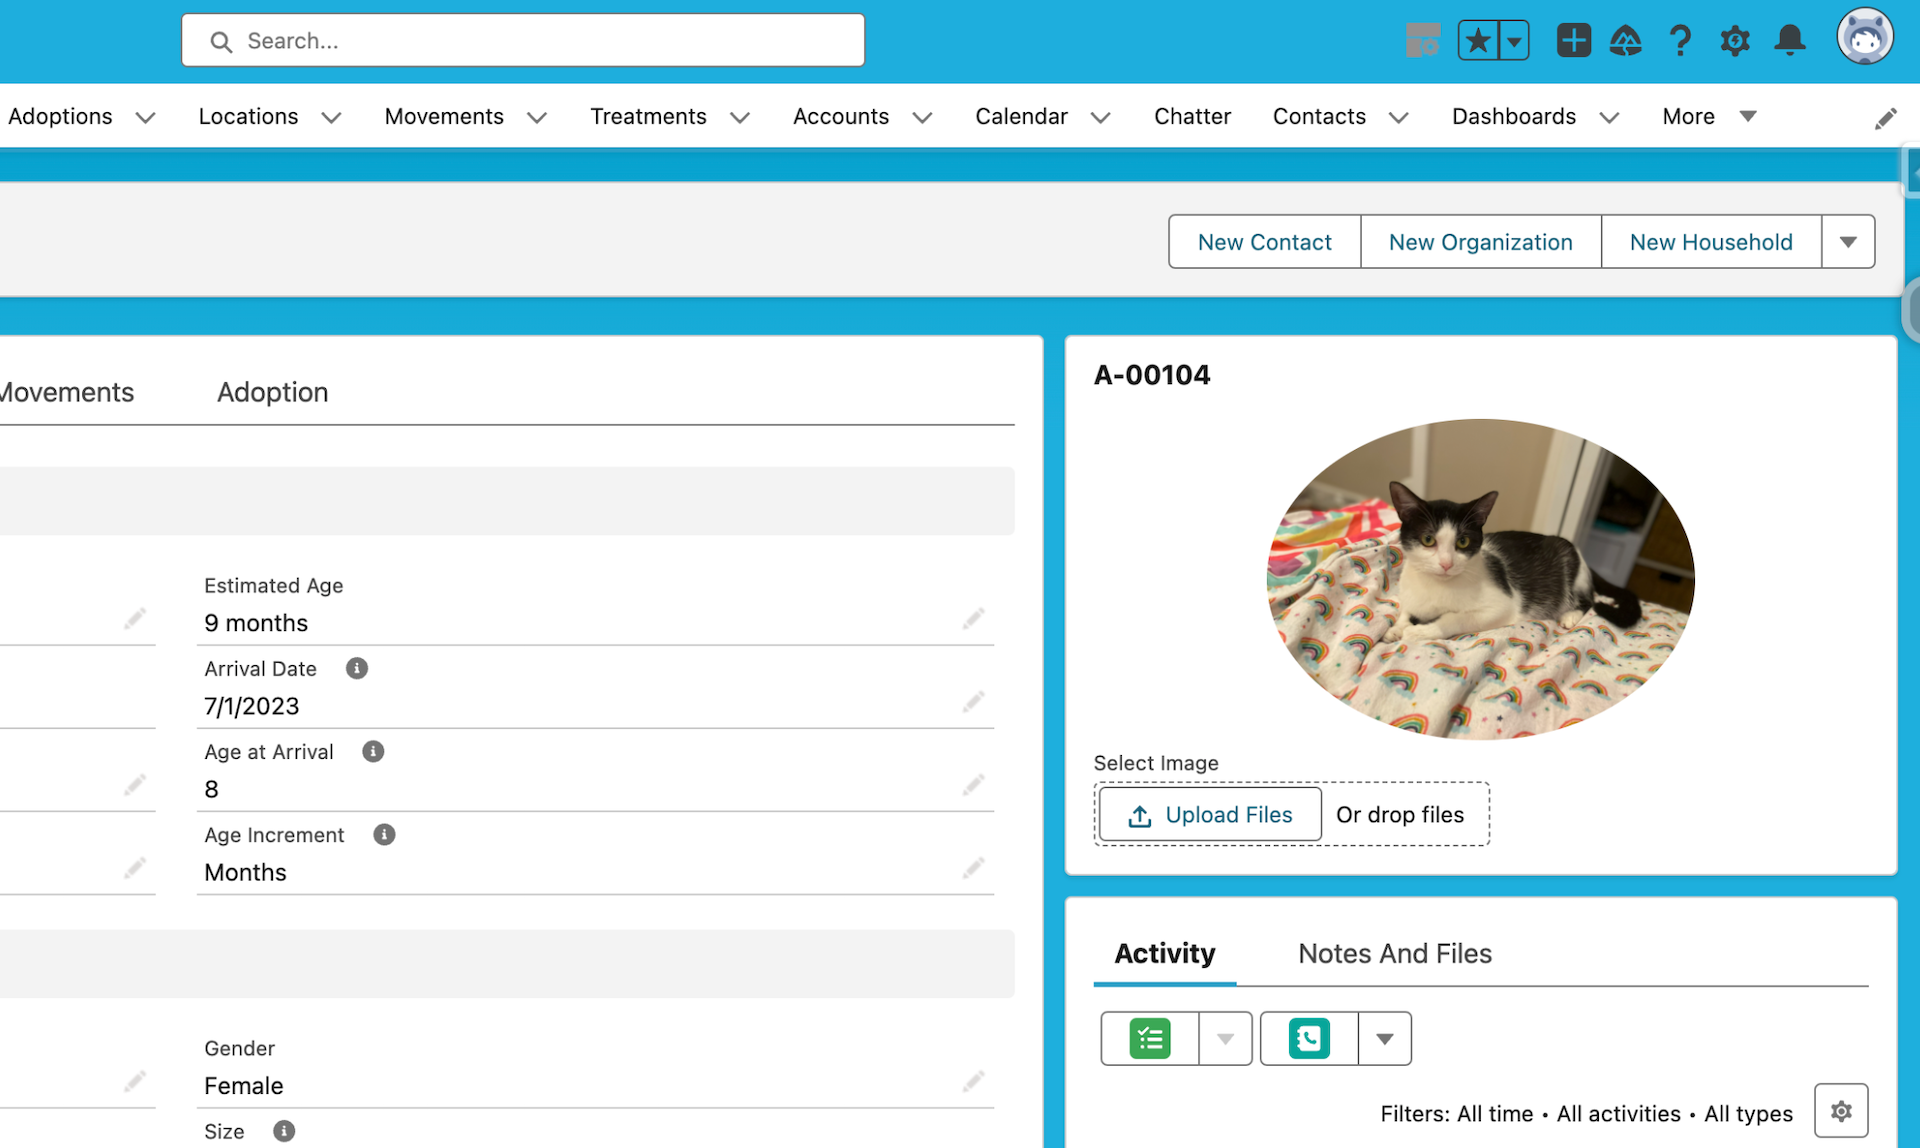 Search...
Adoptions Locations Movements Treatments Accounts Calendar Chatter Contacts Dashboards More
New Contact New Organization New Household
Movements Adoption
Estimated Age
9 months
Arrival Date
7/1/2023
Age at Arrival
8
Age Increment
Months
Gender
Female
Size
A-00104
Select Image
Upload Files Or drop files
Activity Notes And Files
Filters: All time • All activities • All types